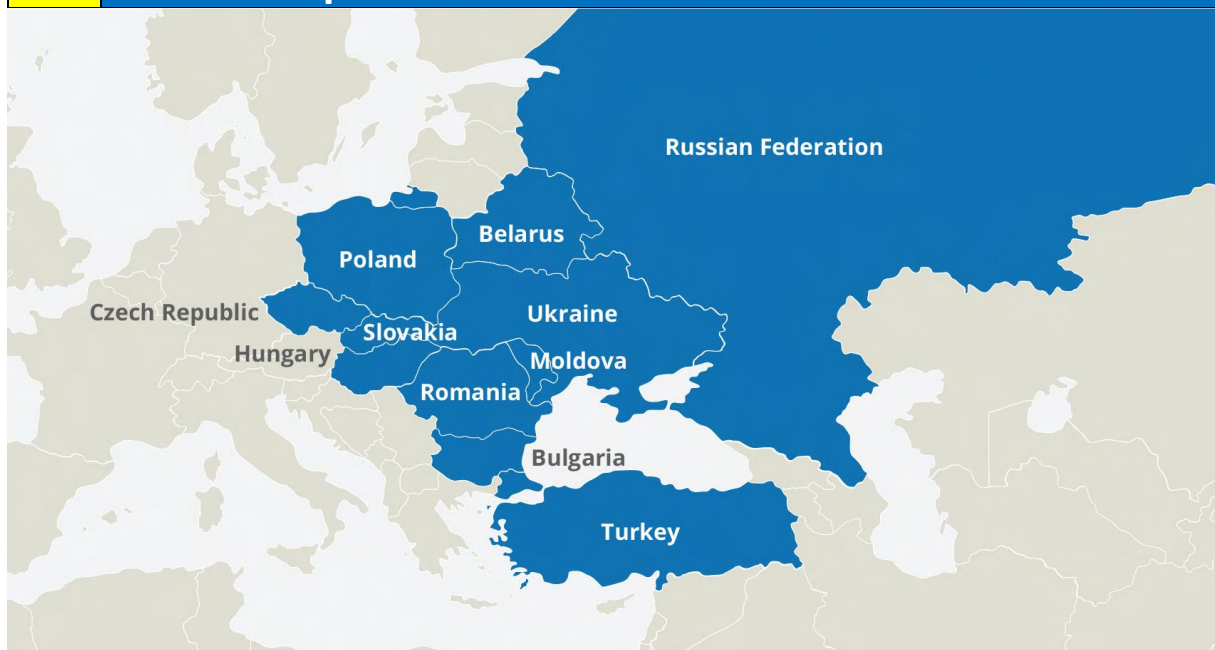 Russian Federation
Belarus
Poland
Czech Republic
Ukraine
Slovakia
Hungary
Moldova
Romania
Bulgaria
Turkey